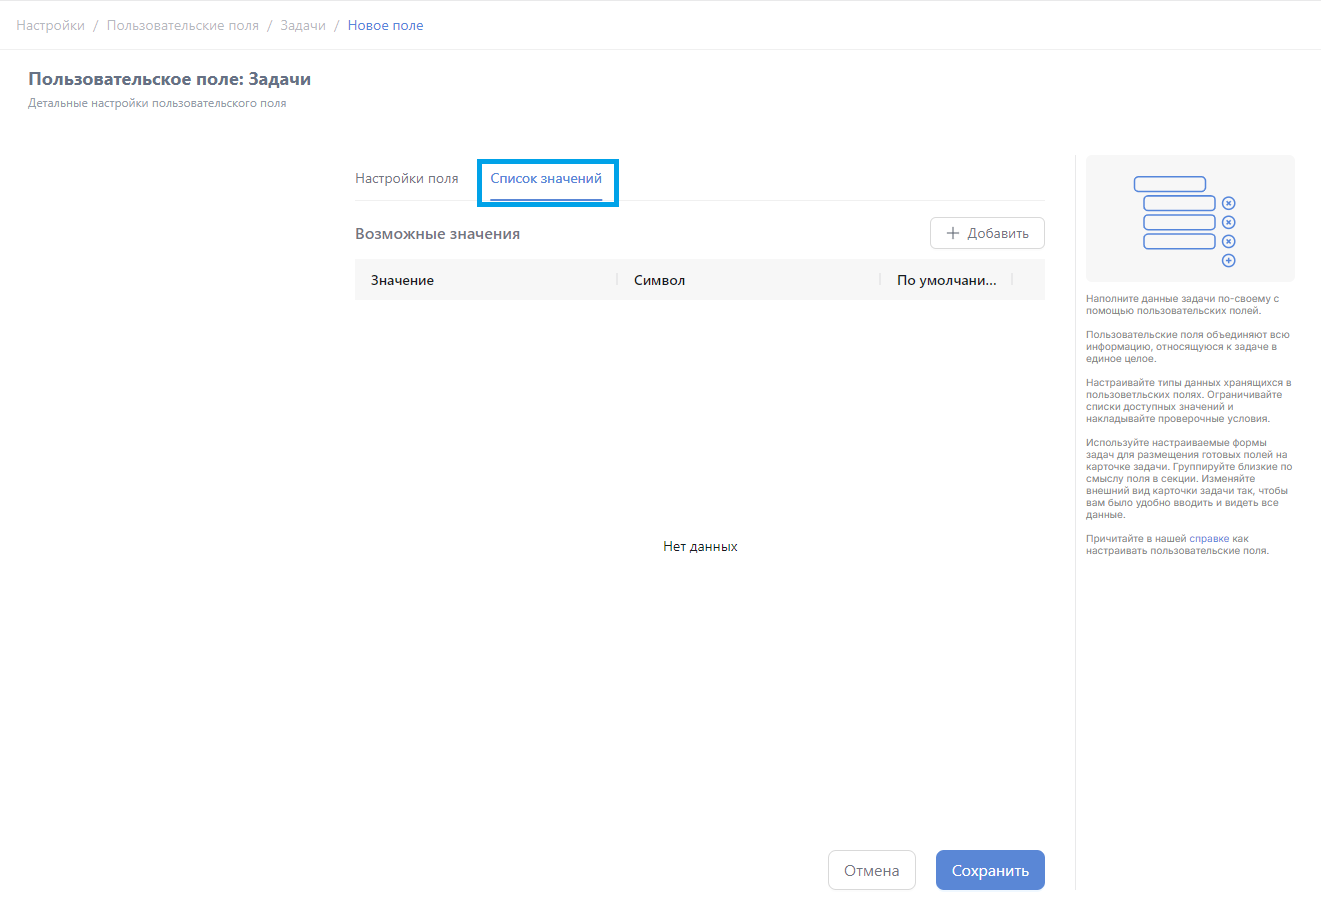 Настройки / Пользовательские поля / Задачи / Новое поле
Пользовательское поле: Задачи
Детальные настройки пользовательского поля
Настройки поля
Список значений
Возможные значения
Добавить
Значение
Символ
По умолчани...
Нет данных
Отмена
Сохранить
Наполните данные задачи по-своему с
помощью пользовательских полей.
Пользовательские поля объединяют всю
информацию, относящуюся к задаче в
единое целое.
Настраивайте типы данных хранящихся в
пользоветльских полях. Ограничивайте
списки доступных значений и
накладывайте проверочные условия.
Используйте настраиваемые формы
задач для размещения готовых полей на
карточке задачи. Группируйте близкие по
смыслу поля в секции. Изменяйте
внешний вид карточки задачи так, чтобы
вам было удобно вводить и видеть все
данные.
Причитайте в нашей справке как
настраивать пользовательские поля.